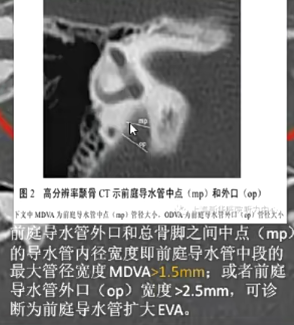 mp
op
图 2 高分辨率颞骨 CT 示前庭导水管中点（mp）和外口（op）
下文中 MDVA 为前庭导水管中点（mp）管径大小、ODVA 为前庭导水管外口（op）管径大小
前庭导水管外口和总骨脚之间中点(mp)
的导水管内径宽度即前庭导水管中段的
最大管径宽度 MDVA>1.5mm；或者前庭
导水管外口（op）宽度 >2.5mm，可诊
断为前庭导水管扩大EVA。